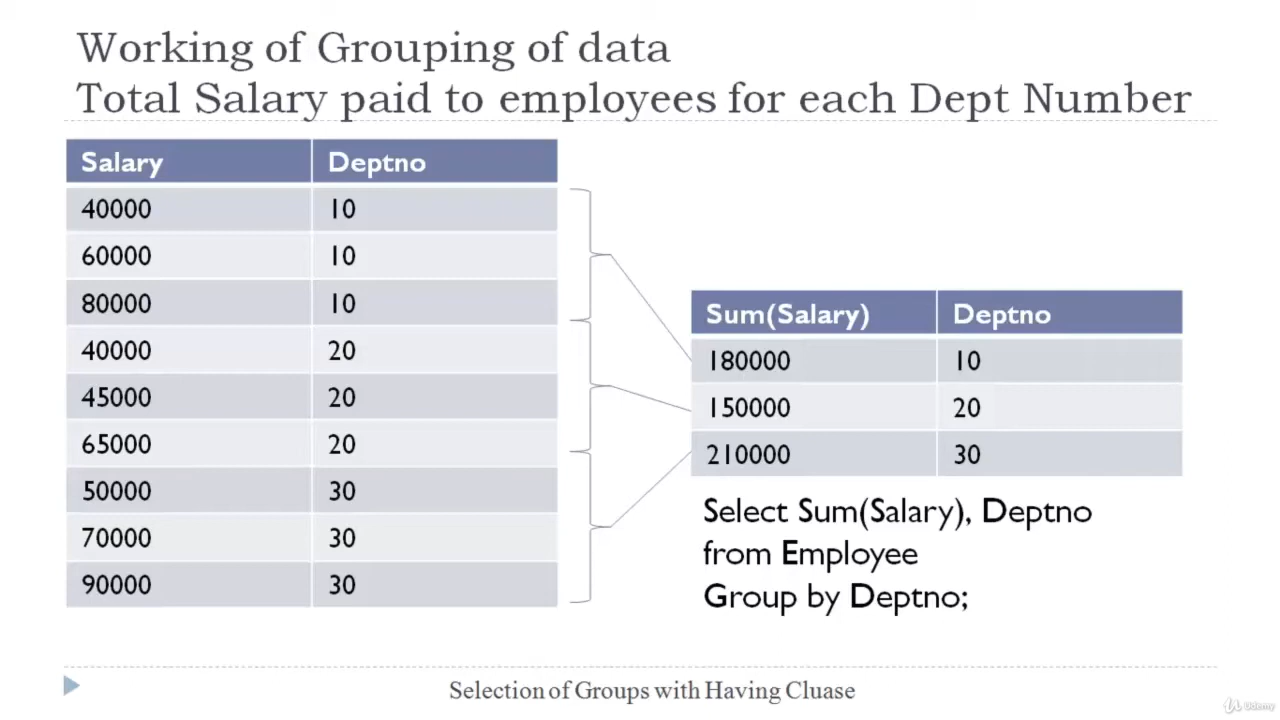 Working of Grouping of data
Total Salary paid to employees for each Dept Number
Salary Deptno
40000 10
60000 10
80000 10
40000 20
45000 20
65000 20
50000 30
70000 30
90000 30
Sum(Salary) Deptno
180000 10
150000 20
210000 30
Select Sum(Salary), Deptno
from Employee
Group by Deptno;
Selection of Groups with Having Cluase
Udemy